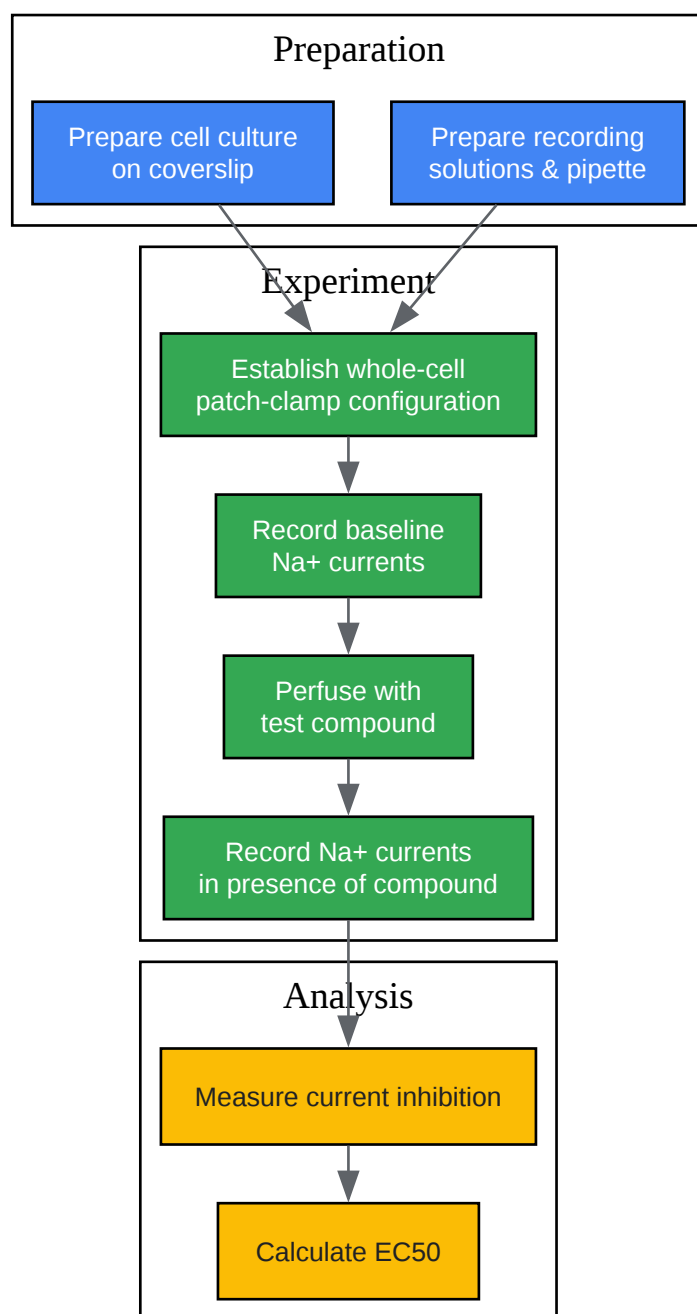 Preparation
Prepare cell culture
on coverslip
Prepare recording
solutions & pipette
Experiment
Establish whole-cell
patch-clamp configuration
Record baseline
Na+ currents
Perfuse with
test compound
Record Na+ currents
in presence of compound
Analysis
Measure current inhibition
Calculate EC50